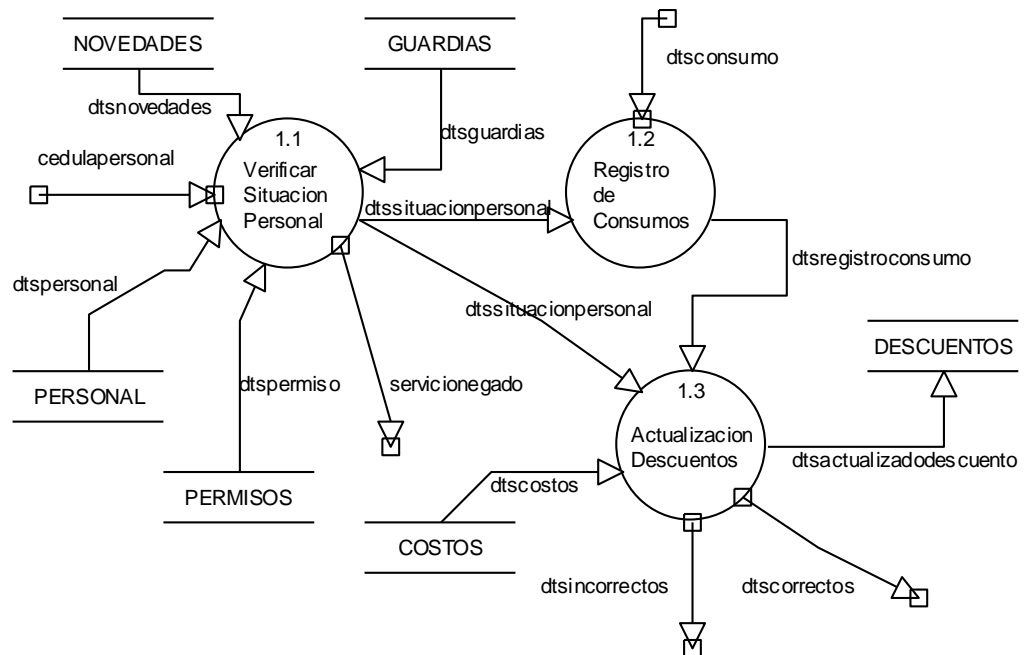 NOVEDADES
GUARDIAS
dtsconsumo
dtsnovedades
dtsguardias
1.1
Verificar
Situacion
Personal
1.2
Registro
de
Consumos
cedulapersonal
dtssituacionpersonal
dtsregistroconsumo
dtspersonal
dtssituacionpersonal
DESCUENTOS
PERSONAL
dtspermiso
servicionegado
1.3
Actualizacion
Descuentos
dtsactualizadodescuento
PERMISOS
dtscostos
COSTOS
dtsincorrectos
dtscorrectos